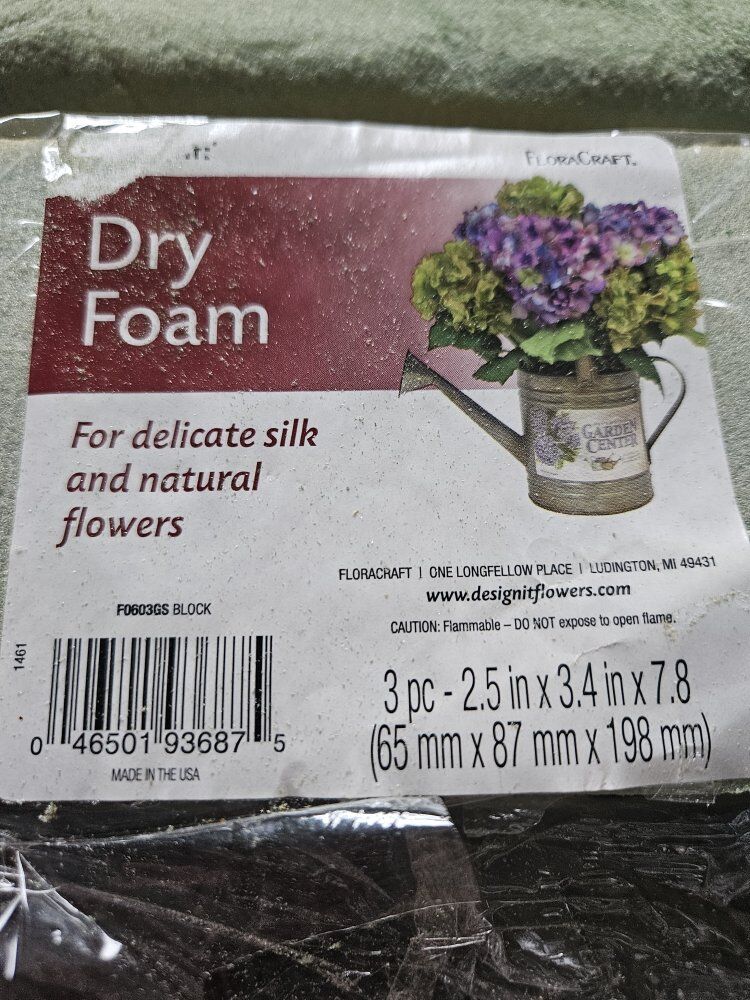 FLORACRAFT.
Dry
Foam
For delicate silk
and natural
flowers
GARDEN
CENTER
FLORACRAFT | ONE LONGFELLOW PLACE | LUDINGTON, MI 49431
www.designitflowers.com
CAUTION: Flammable – DO NOT expose to open flame.
F0603GS BLOCK
1461
0 46501 93687 5
MADE IN THE USA
3 pc - 2.5 in x 3.4 in x 7.8
(65 mm x 87 mm x 198 mm)